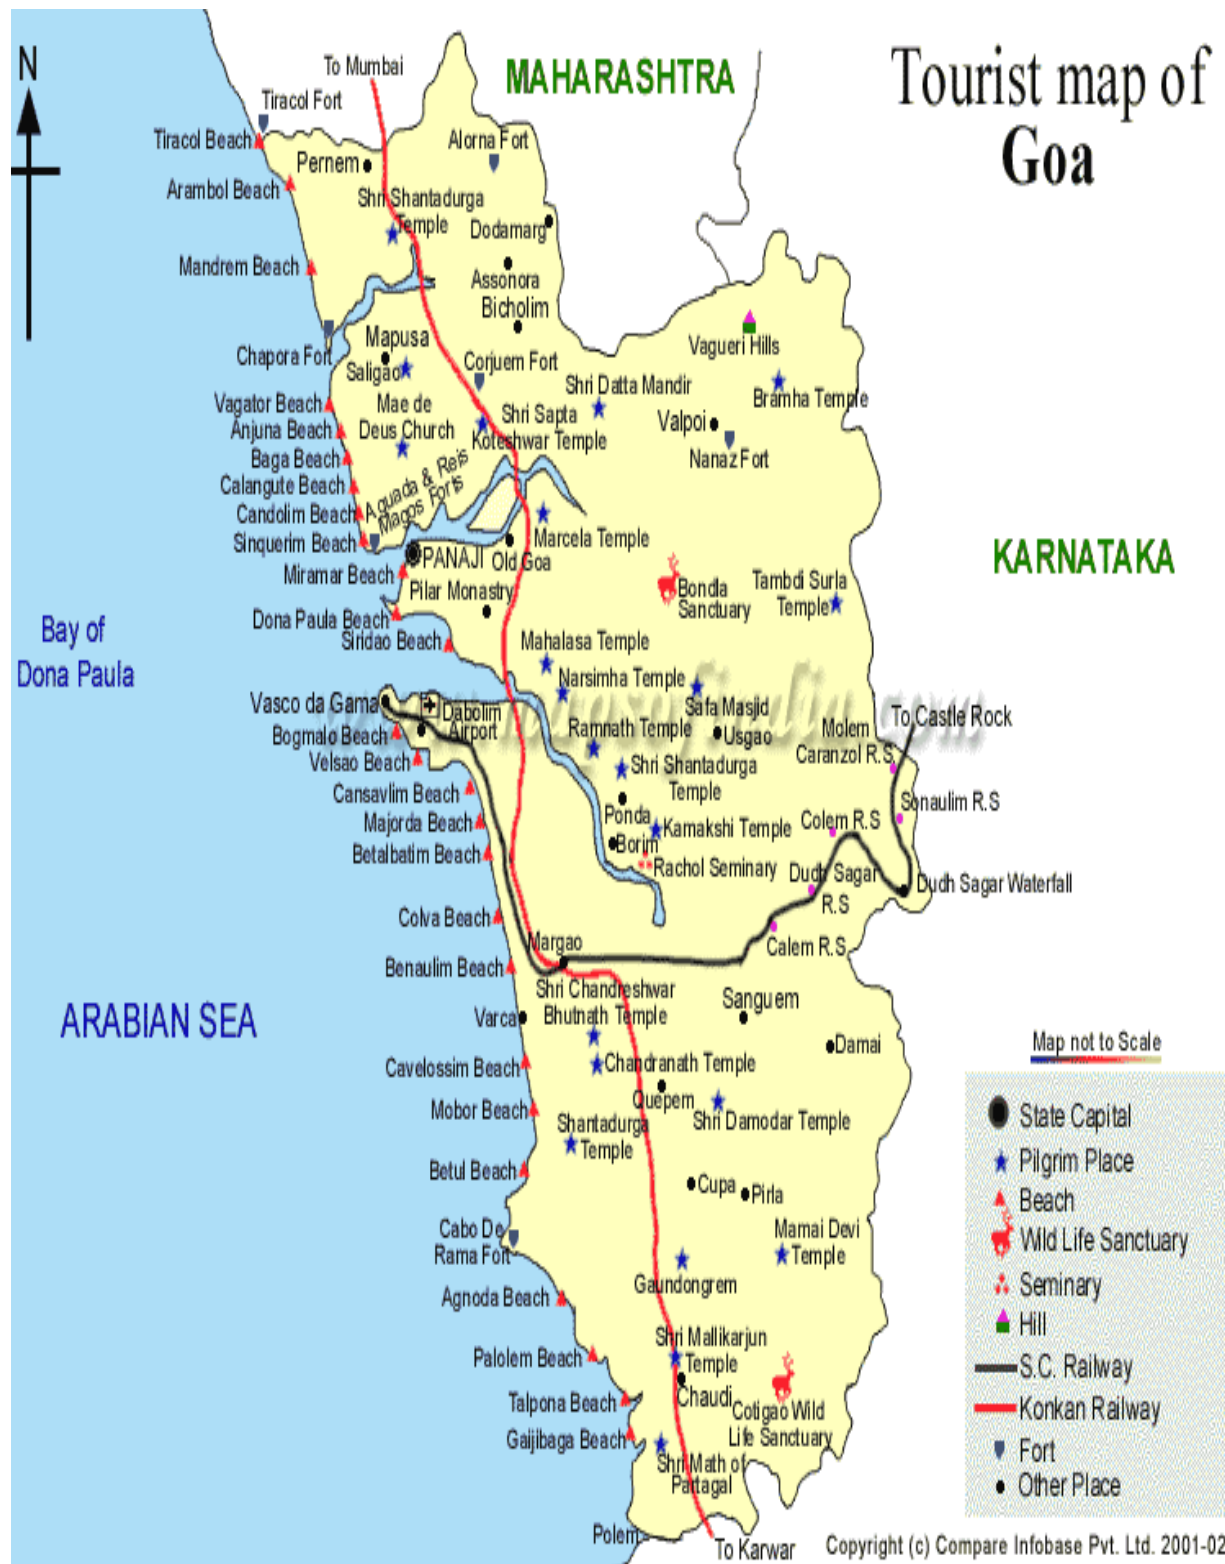 Tourist map of
Goa
N
To Mumbai
MAHARASHTRA
Tiracol Fort
Tiracol Beach
Alorna Fort
Pernem
Arambol Beach
Shri Shantadurga
Temple
Dodamarg
Mandrem Beach
Assonora
Bicholim
Chapora Fort
Mapusa
Saligao
Corjuem Fort
Vagueri Hills
Shri Datta Mandir
Bramha Temple
Vagator Beach
Mae de
Deus Church
Shri Sapta
Koteshwar Temple
Valpoi
Nanaz Fort
Anjuna Beach
Baga Beach
Calangute Beach
Aguada & Reis
Magos Forts
Candolim Beach
Sinquerim Beach
Marcela Temple
PANAJI
Old Goa
KARNATAKA
Miramar Beach
Pilar Monastry
Bondla
Sanctuary
Tambdi Surla
Temple
Dona Paula Beach
Siridao Beach
Bay of
Dona Paula
Mahalasa Temple
Narsimha Temple
Vasco da Gama
Dabolim
Airport
Safa Masjid
Usgao
Ramnath Temple
Molem
To Castle Rock
Bogmalo Beach
Caranzol R.S
Velsao Beach
Shri Shantadurga
Temple
Cansavlim Beach
Sonaulim R.S
Ponda
Majorda Beach
Kamakshi Temple
Colem R.S
Borim
Betalbatim Beach
Rachol Seminary
Dudh Sagar
R.S
Dudh Sagar Waterfall
Colva Beach
Margao
Calem R.S
Benaulim Beach
Shri Chandreshwar
Bhutnath Temple
Sanguem
ARABIAN SEA
Varca
Damai
Map not to Scale
Cavelossim Beach
Chandranath Temple
Quepem
Mobor Beach
Shri Damodar Temple
Shantadurga
Temple
Betul Beach
Cupa
Pirla
Cabo De
Rama Fort
Mamai Devi
Temple
Gaundongrem
Agnoda Beach
Shri Mallikarjun
Temple
Palolem Beach
Chaudi
Talpona Beach
Cotigao Wild
Life Sanctuary
Gaijibaga Beach
Shri Math of
Partagal
Polem
To Karwar
State Capital
Pilgrim Place
Beach
Wild Life Sanctuary
Seminary
Hill
S.C. Railway
Konkan Railway
Fort
Other Place
Copyright (c) Compare Infobase Pvt. Ltd. 2001-02